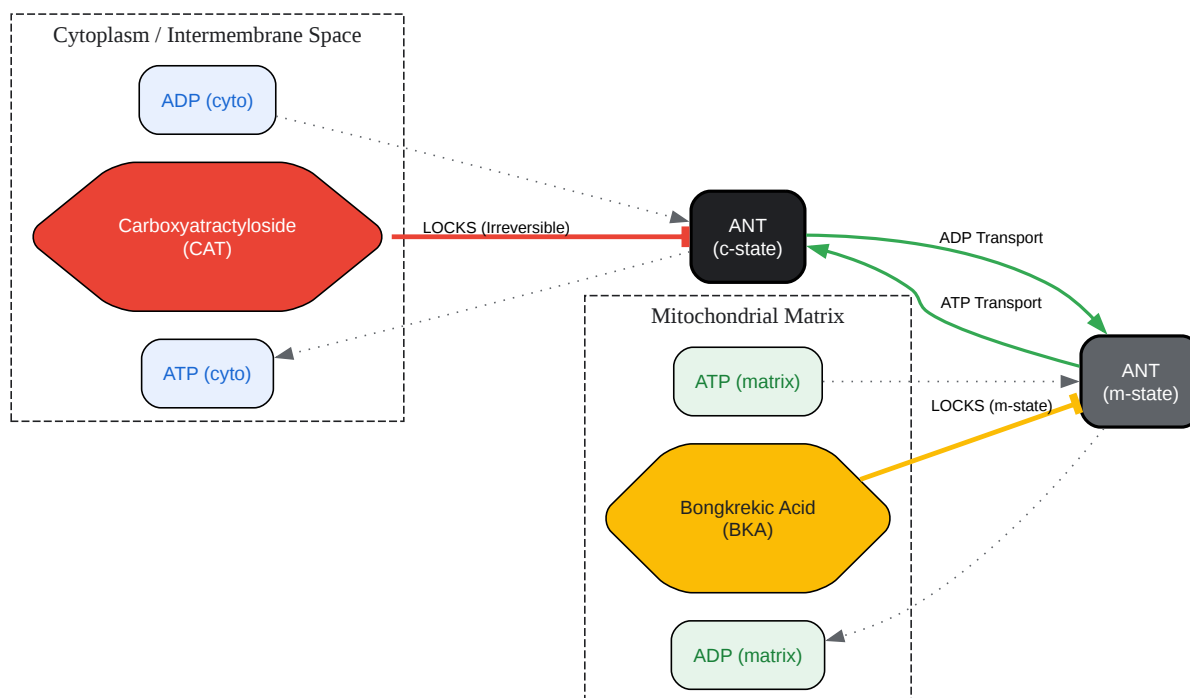 Cytoplasm / Intermembrane Space
ADP (cyto)
Carboxyatractyloside
(CAT)
LOCKS (Irreversible)
ATP (cyto)
ANT
(c-state)
ADP Transport
ATP Transport
Mitochondrial Matrix
ATP (matrix)
ANT
(m-state)
LOCKS (m-state)
Bongkrekic Acid
(BKA)
ADP (matrix)